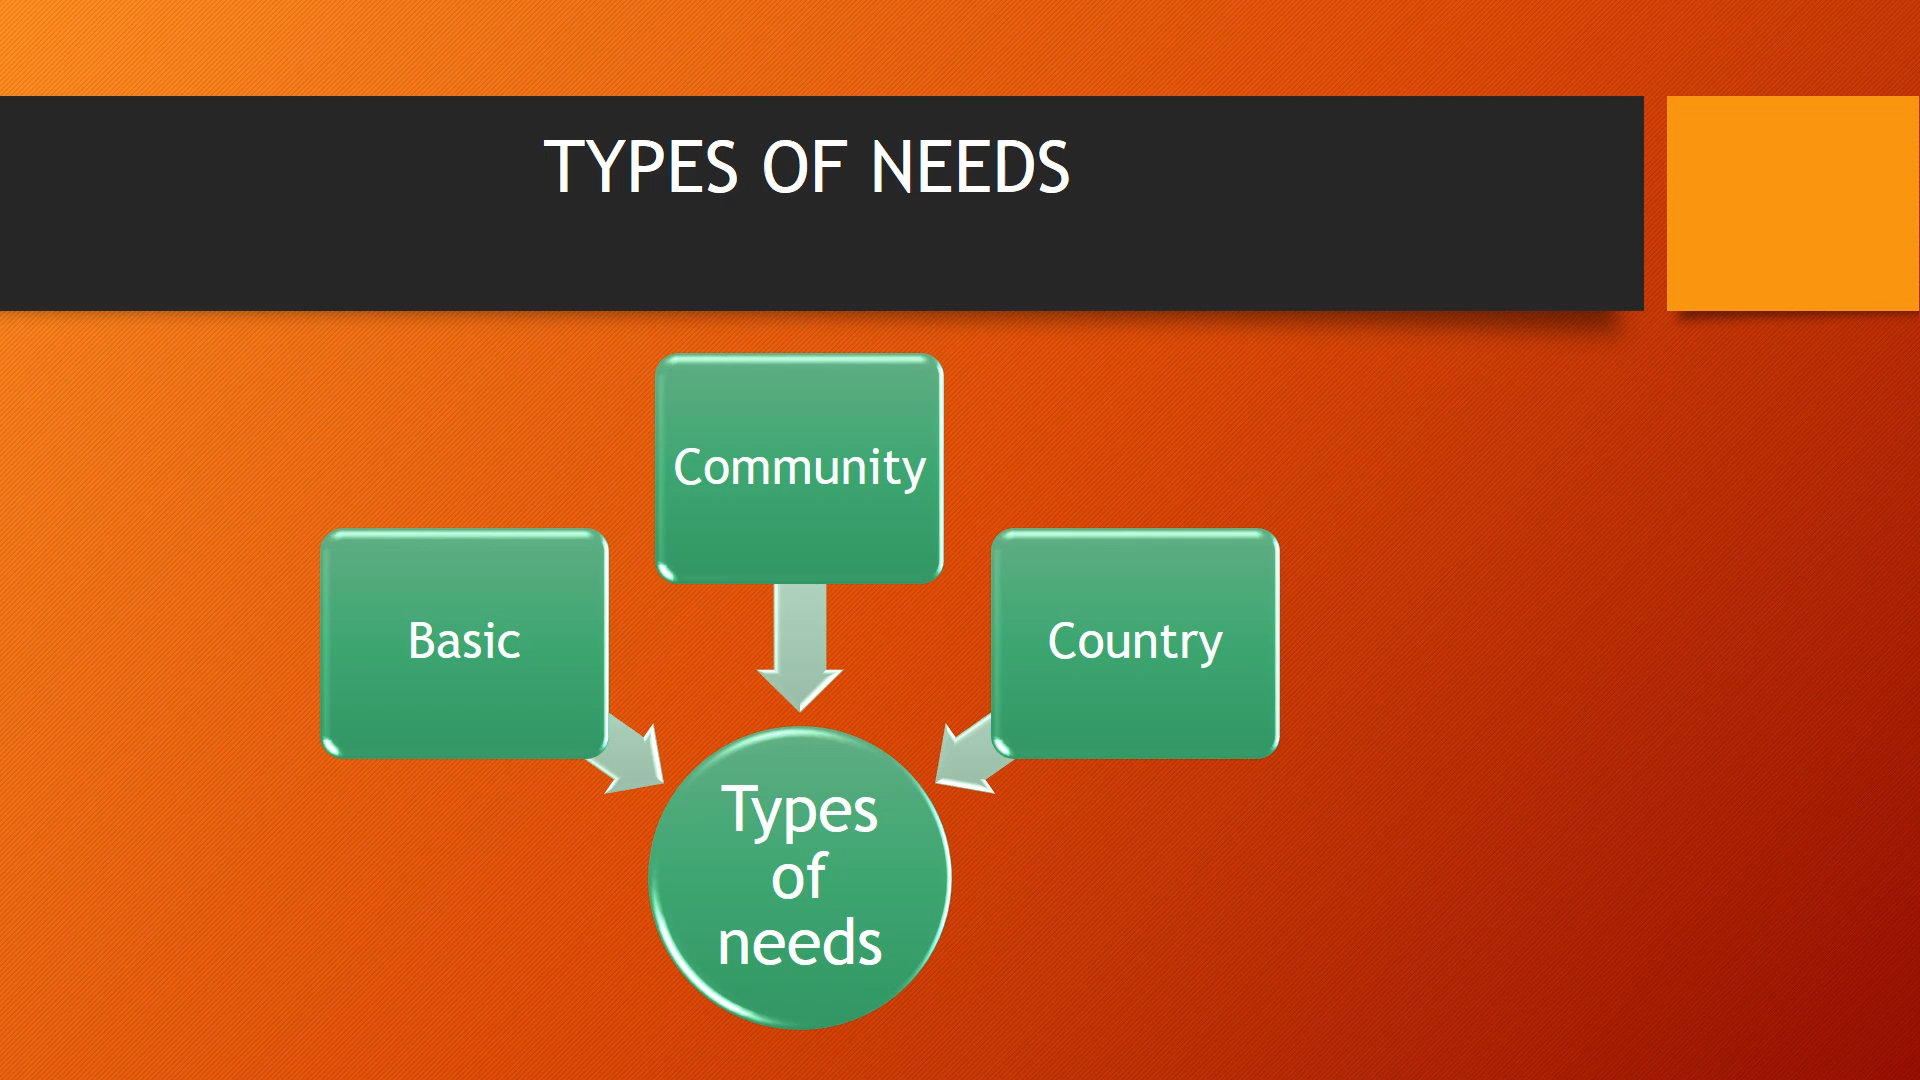 TYPES OF NEEDS
Community
Basic
Country
Types
of
needs